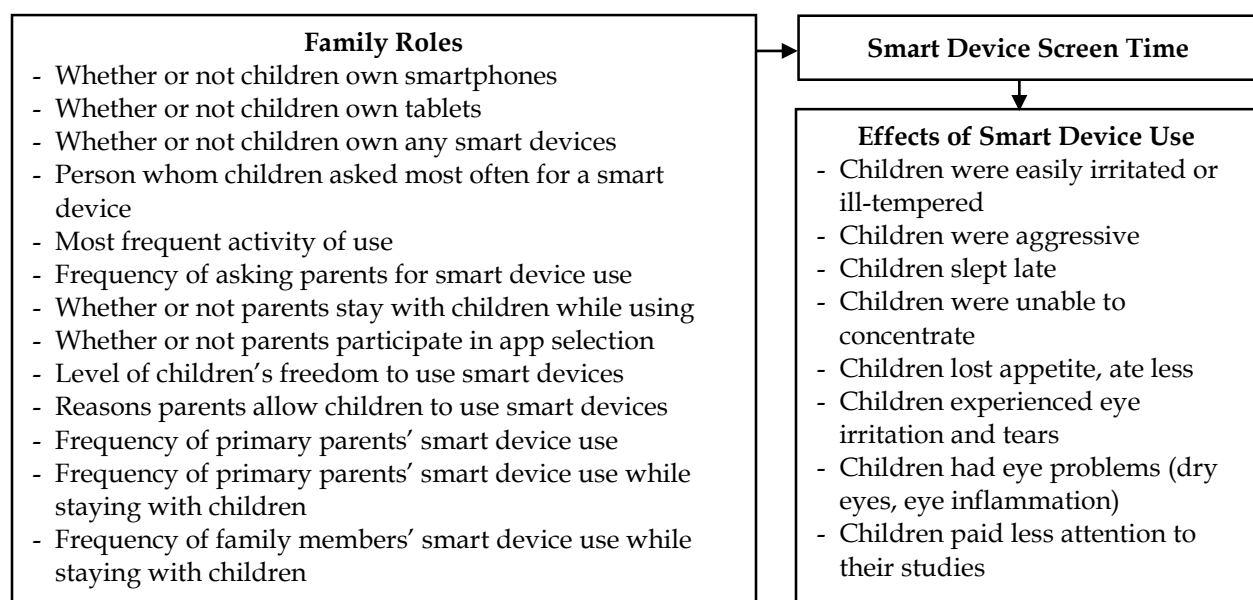 Family Roles
- Whether or not children own smartphones
- Whether or not children own tablets
- Whether or not children own any smart devices
- Person whom children asked most often for a smart
device
- Most frequent activity of use
- Frequency of asking parents for smart device use
- Whether or not parents stay with children while using
- Whether or not parents participate in app selection
- Level of children’s freedom to use smart devices
- Reasons parents allow children to use smart devices
- Frequency of primary parents’ smart device use
- Frequency of primary parents’ smart device use while
staying with children
- Frequency of family members’ smart device use while
staying with children
Smart Device Screen Time
Effects of Smart Device Use
- Children were easily irritated or
ill-tempered
- Children were aggressive
- Children slept late
- Children were unable to
concentrate
- Children lost appetite, ate less
- Children experienced eye
irritation and tears
- Children had eye problems (dry
eyes, eye inflammation)
- Children paid less attention to
their studies